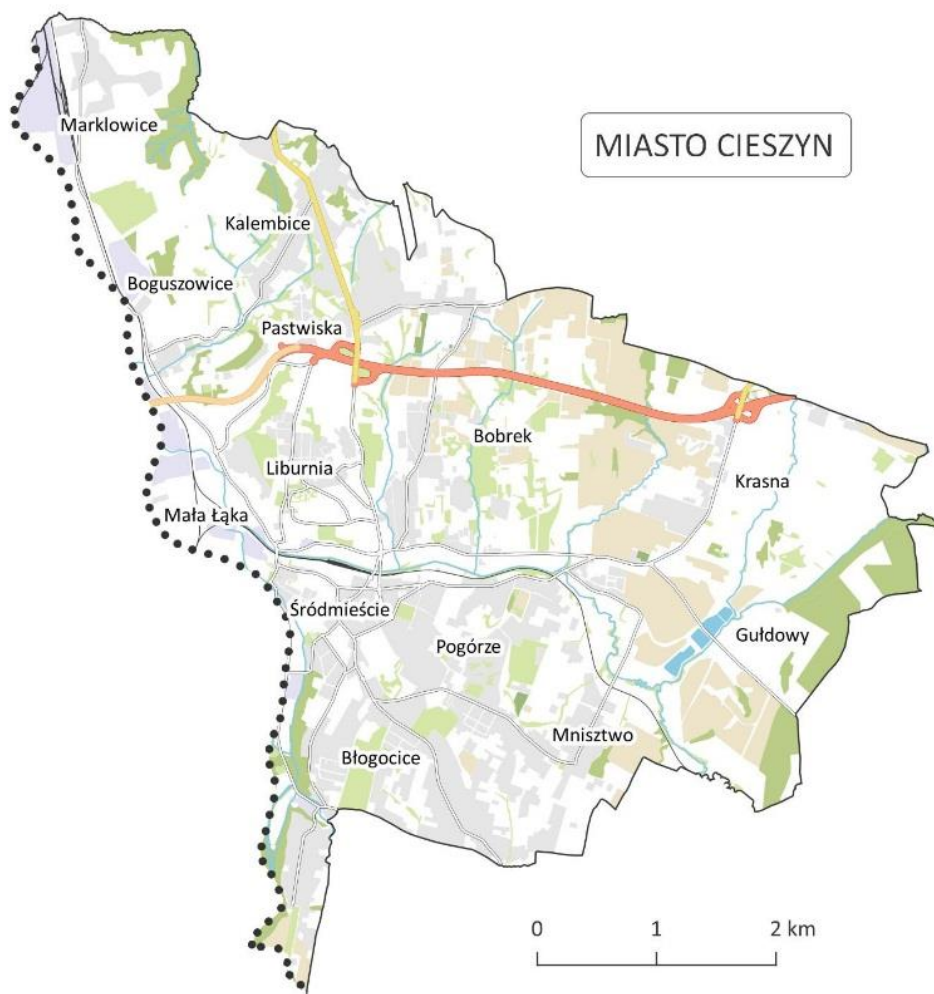 MIASTO CIESZYN
Marklowice
Kalembice
Boguszowice
Pastwiska
Bobrek
Liburnia
Krasna
Mała Łąka
Śródmieście
Gułdowy
Pogórze
Mnisztwo
Błogocice
0 1 2 km